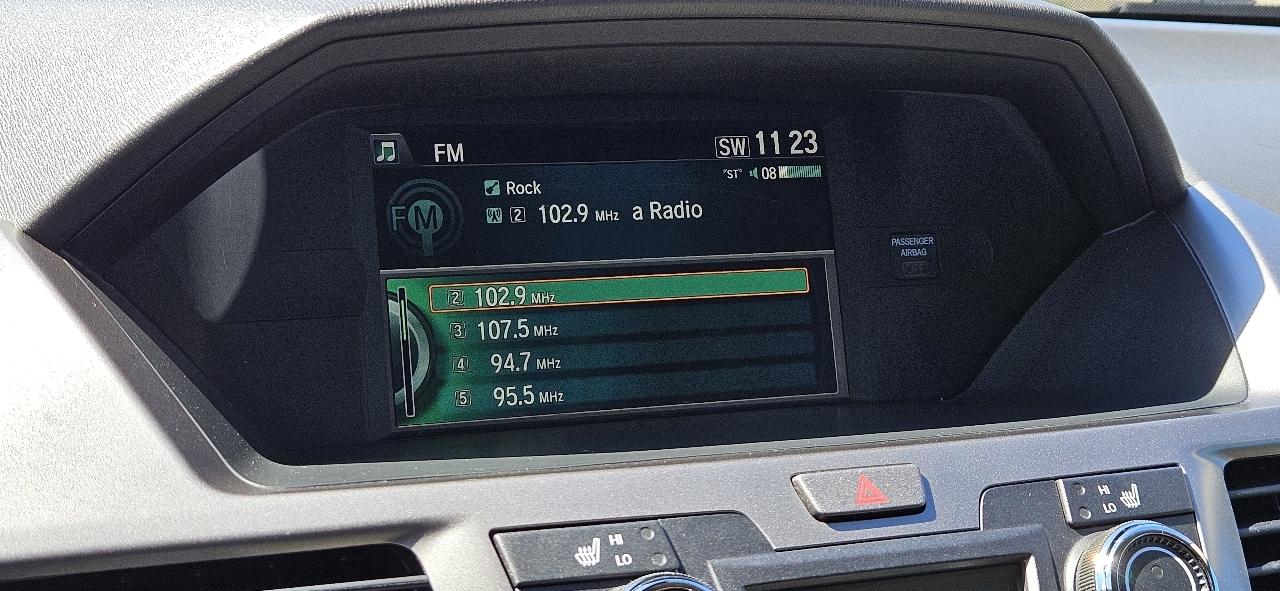 FM SW 11 23
"ST" 08
FM
Rock
2 102.9 MHz a Radio
2 102.9 MHz
3 107.5 MHz
4 94.7 MHz
5 95.5 MHz
PASSENGER
AIRBAG
OFF
HI
LO
HI
LO